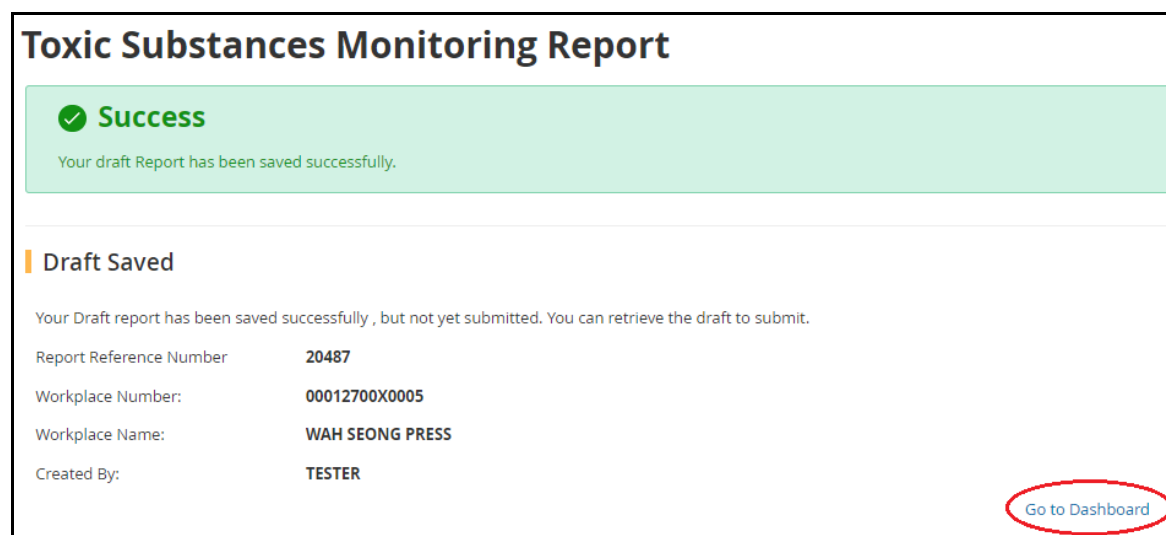 Toxic Substances Monitoring Report
Success
Your draft Report has been saved successfully.
Draft Saved
Your Draft report has been saved successfully , but not yet submitted. You can retrieve the draft to submit.
Report Reference Number 20487
Workplace Number: 00012700X0005
Workplace Name: WAH SEONG PRESS
Created By: TESTER
Go to Dashboard